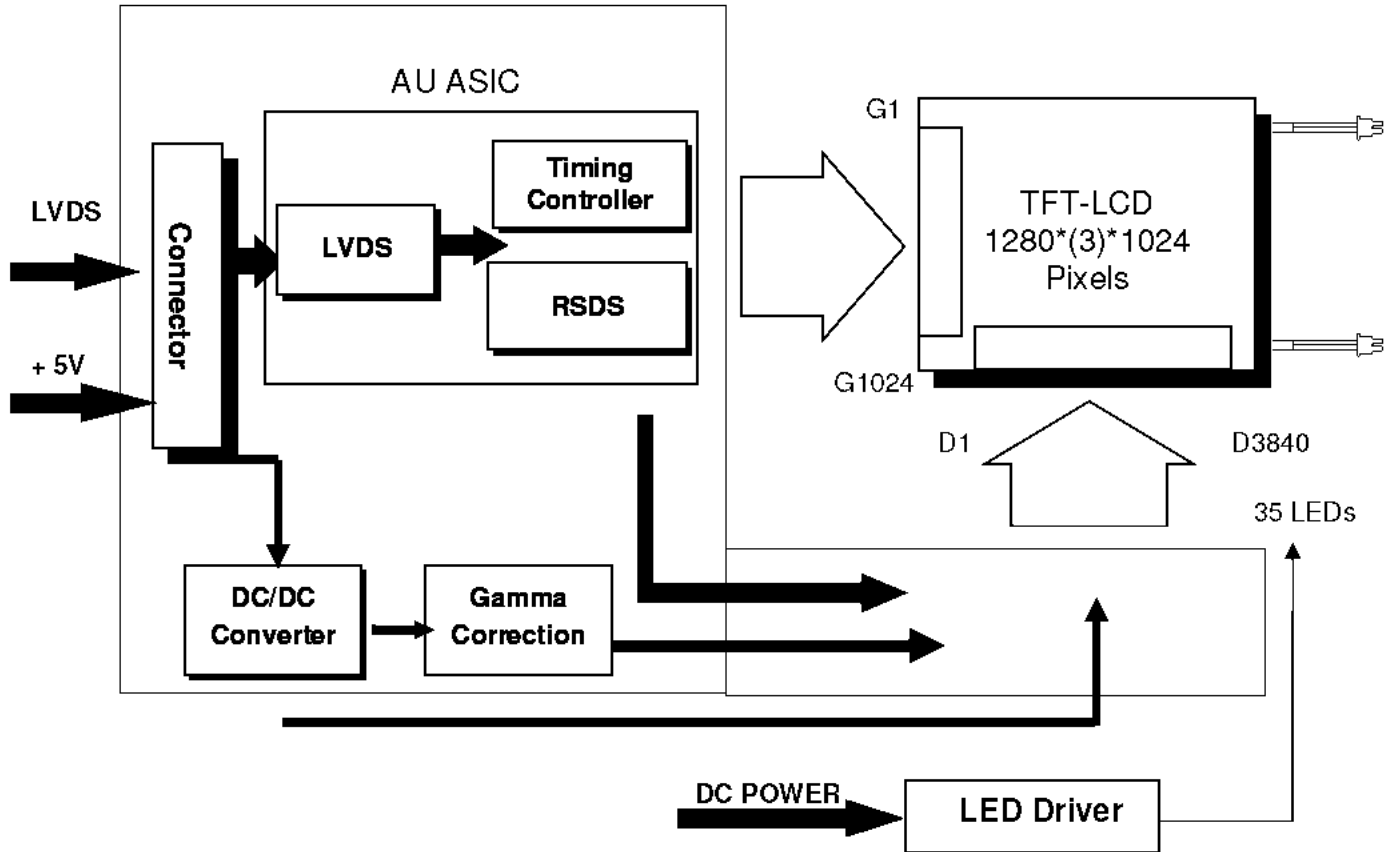 AU ASIC
G1
Timing
Controller
LVDS
Connector
LVDS
TFT-LCD
1280*(3)*1024
Pixels
RSDS
+ 5V
G1024
D1
D3840
35 LEDs
DC/DC
Converter
Gamma
Correction
DC POWER
LED Driver